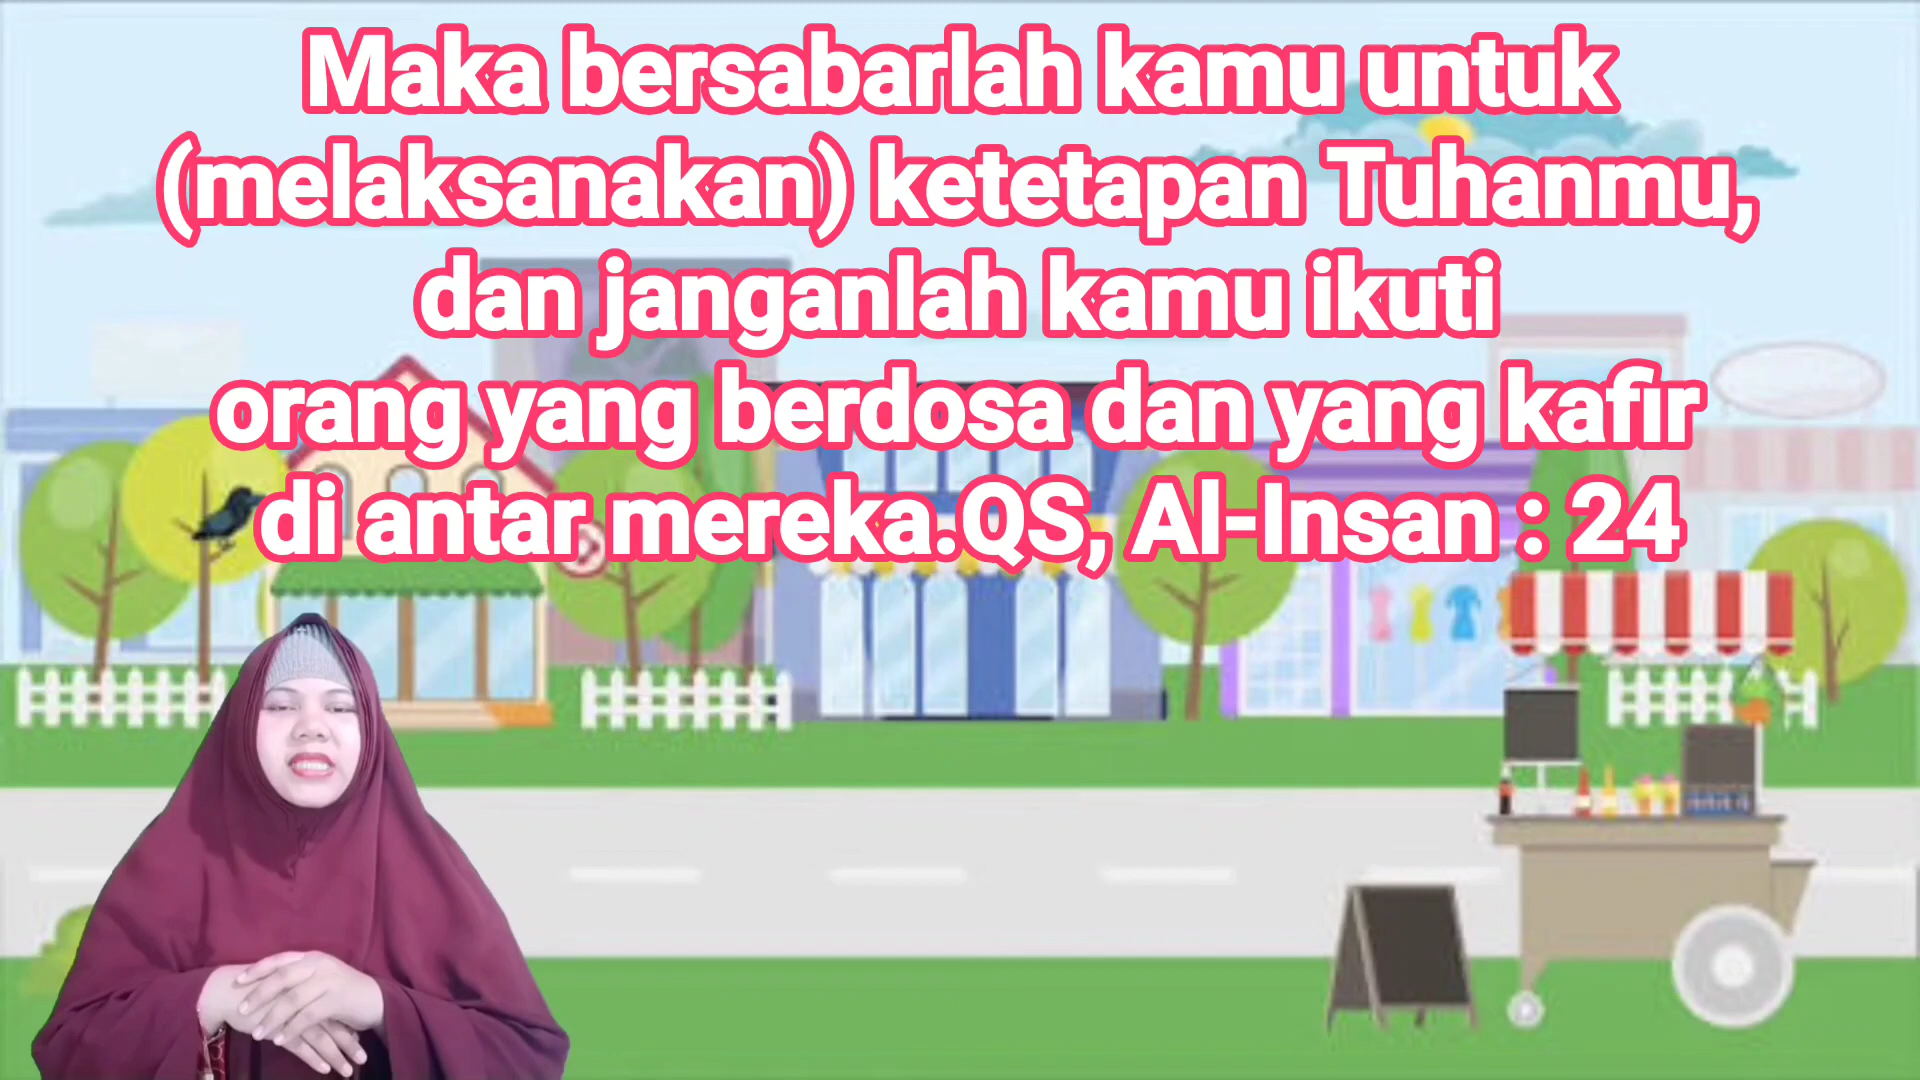 Maka bersabarlah kamu untuk
(melaksanakan) ketetapan Tuhanmu,
dan janganlah kamu ikuti
orang yang berdosa dan yang kafir
di antar mereka.QS, Al-Insan : 24